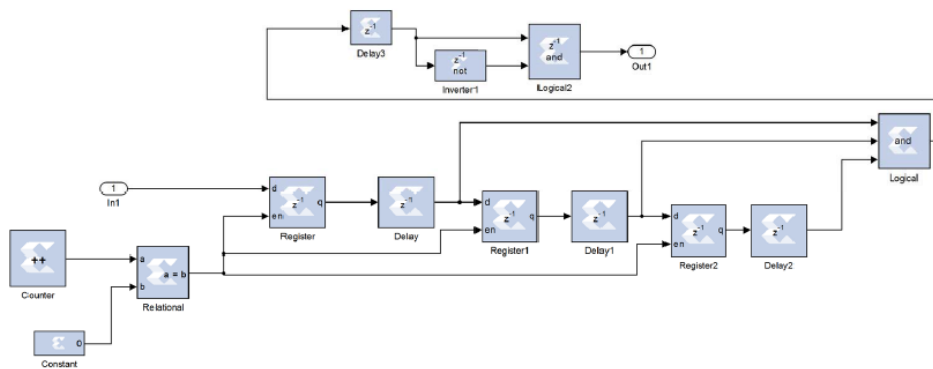 z⁻¹
Delay3
z⁻¹
not
Inverter1
z⁻¹
and
ILogical2
1
Out1
and
Logical
1
In1
d
en
z⁻¹
q
Register
z⁻¹
Delay
d
en
z⁻¹
q
Register1
z⁻¹
Delay1
d
en
z⁻¹
q
Register2
z⁻¹
Delay2
++
Counter
a
b
a = b
Relational
0
Constant